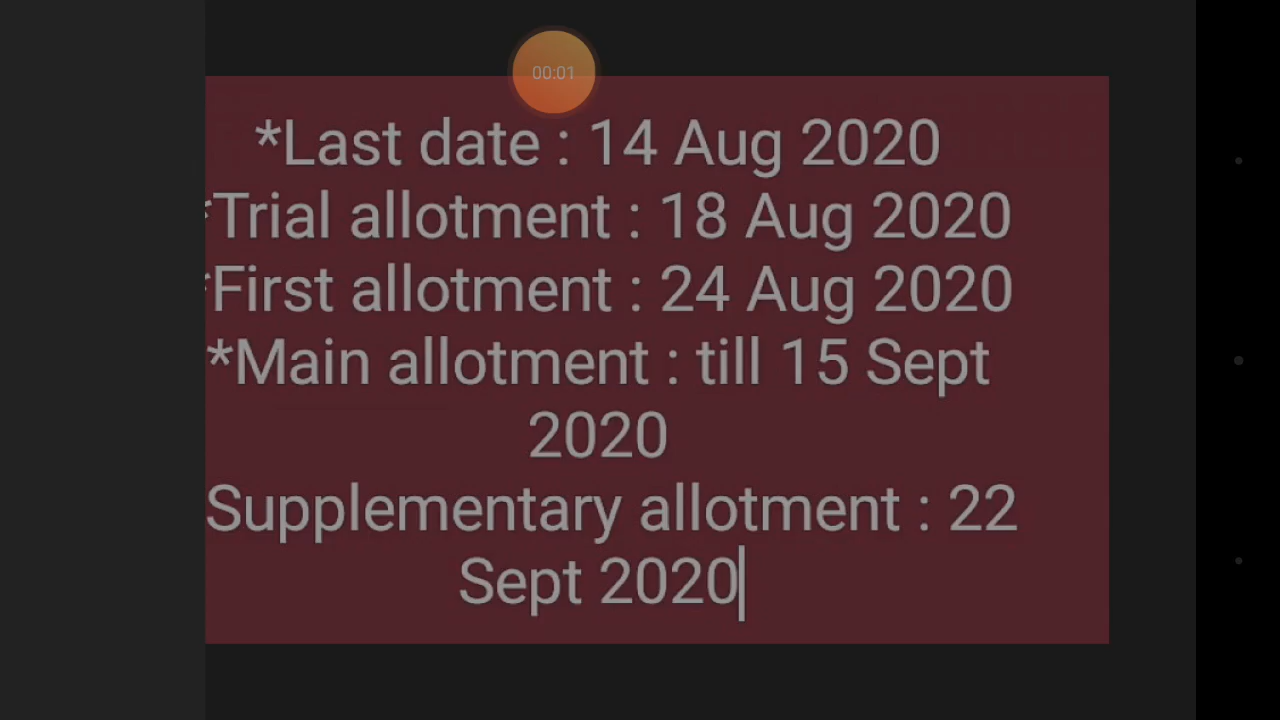 00:01
*Last date : 14 Aug 2020
*Trial allotment : 18 Aug 2020
*First allotment : 24 Aug 2020
*Main allotment : till 15 Sept
2020
Supplementary allotment : 22
Sept 2020